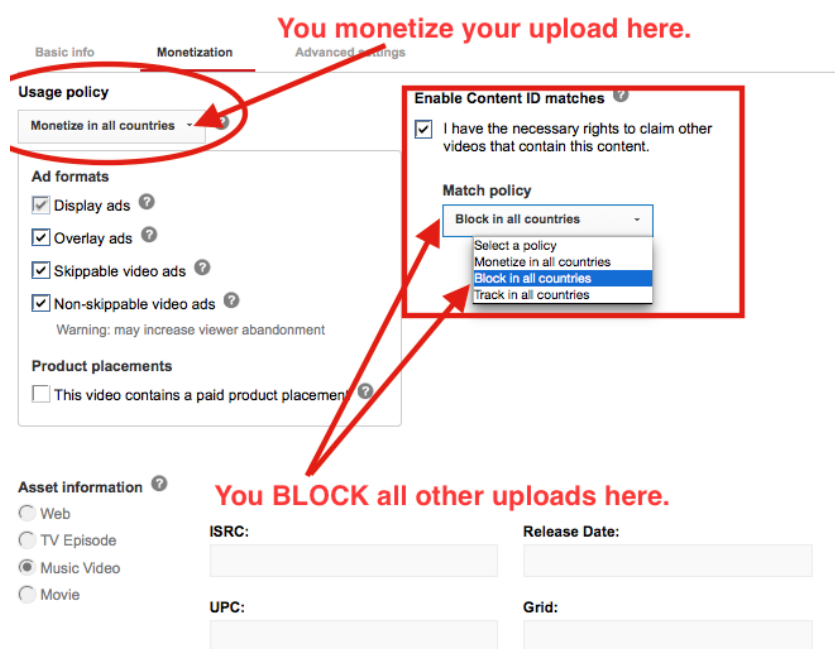 You monetize your upload here.
Basic info Monetization Advanced settings
Usage policy
Monetize in all countries
?
Ad formats
Display ads ?
Overlay ads ?
Skippable video ads ?
Non-skippable video ads ?
Warning: may increase viewer abandonment
Product placements
This video contains a paid product placement ?
Enable Content ID matches ?
I have the necessary rights to claim other
videos that contain this content.
Match policy
Block in all countries
Select a policy
Monetize in all countries
Block in all countries
Track in all countries
You BLOCK all other uploads here.
Asset information ?
Web
TV Episode
Music Video
Movie
ISRC:
Release Date:
UPC:
Grid: